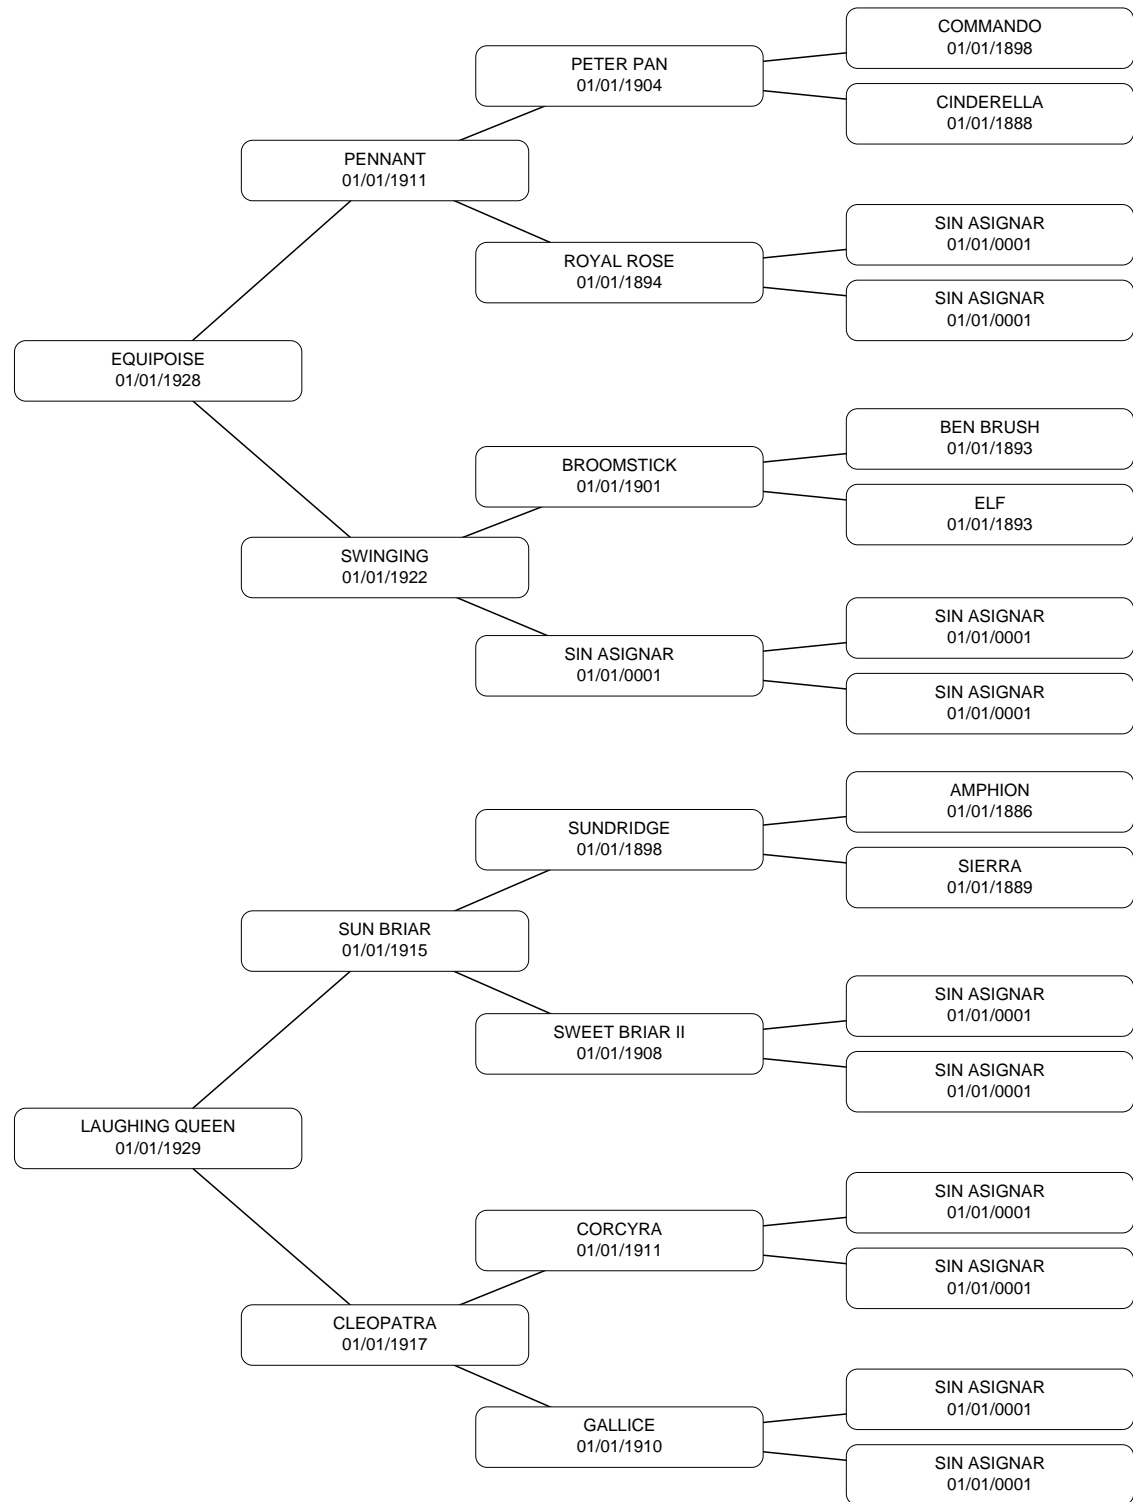 COMMANDO
01/01/1898
PETER PAN
01/01/1904
CINDERELLA
01/01/1888
PENNANT
01/01/1911
SIN ASIGNAR
01/01/0001
ROYAL ROSE
01/01/1894
SIN ASIGNAR
01/01/0001
EQUIPOISE
01/01/1928
BEN BRUSH
01/01/1893
BROOMSTICK
01/01/1901
ELF
01/01/1893
SWINGING
01/01/1922
SIN ASIGNAR
01/01/0001
SIN ASIGNAR
01/01/0001
SIN ASIGNAR
01/01/0001
AMPHION
01/01/1886
SUNDRIDGE
01/01/1898
SIERRA
01/01/1889
SUN BRIAR
01/01/1915
SIN ASIGNAR
01/01/0001
SWEET BRIAR II
01/01/1908
SIN ASIGNAR
01/01/0001
LAUGHING QUEEN
01/01/1929
SIN ASIGNAR
01/01/0001
CORCYRA
01/01/1911
SIN ASIGNAR
01/01/0001
CLEOPATRA
01/01/1917
SIN ASIGNAR
01/01/0001
GALLICE
01/01/1910
SIN ASIGNAR
01/01/0001